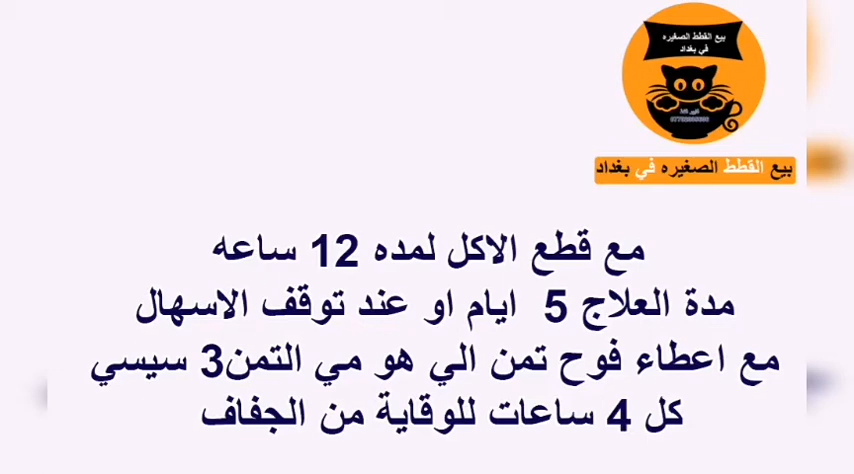 بيع القطط الصغيره
في بغداد
بيع القطط الصغيره في بغداد
مع قطع الاكل لمده 12 ساعه
مدة العلاج 5 ايام او عند توقف الاسهال
مع اعطاء فوح تمن الي هو مي التمن3 سيسي
كل 4 ساعات للوقاية من الجفاف